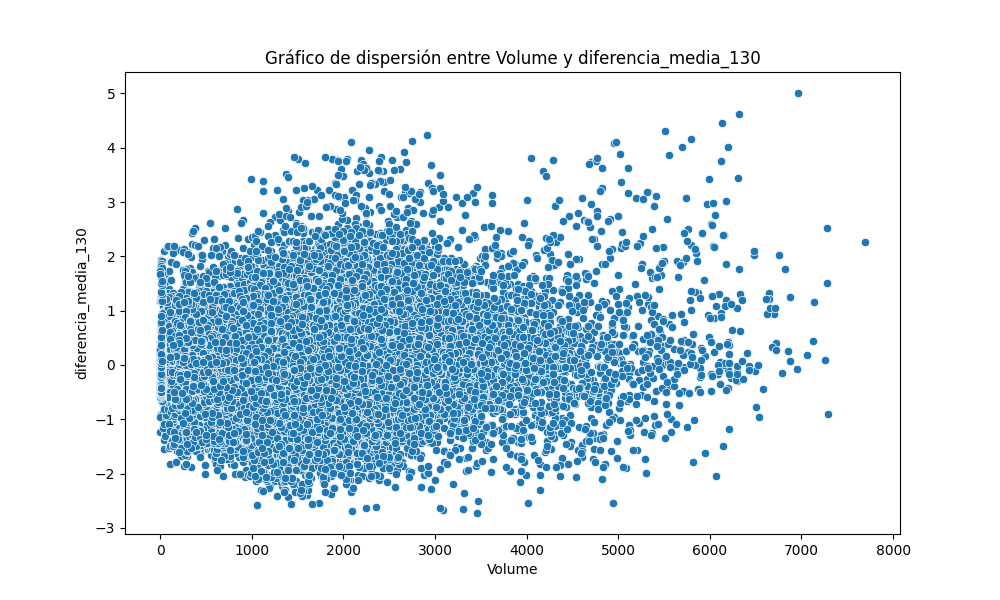 Gráfico de dispersión entre Volume y diferencia_media_130
diferencia_media_130
5
4
3
2
1
0
−1
−2
−3
0 1000 2000 3000 4000 5000 6000 7000 8000
Volume